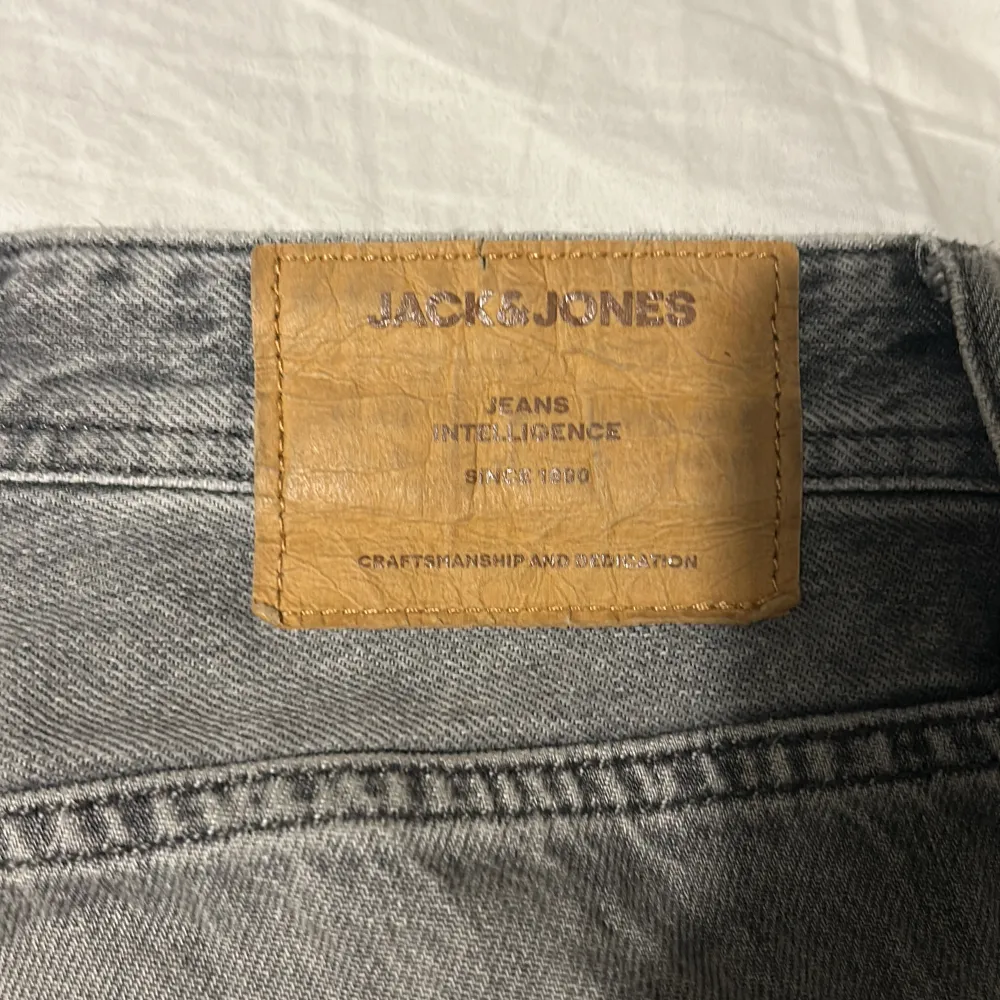 JACK&JONES
JEANS
INTELLIGENCE
SINCE 1990
CRAFTSMANSHIP AND DEDICATION